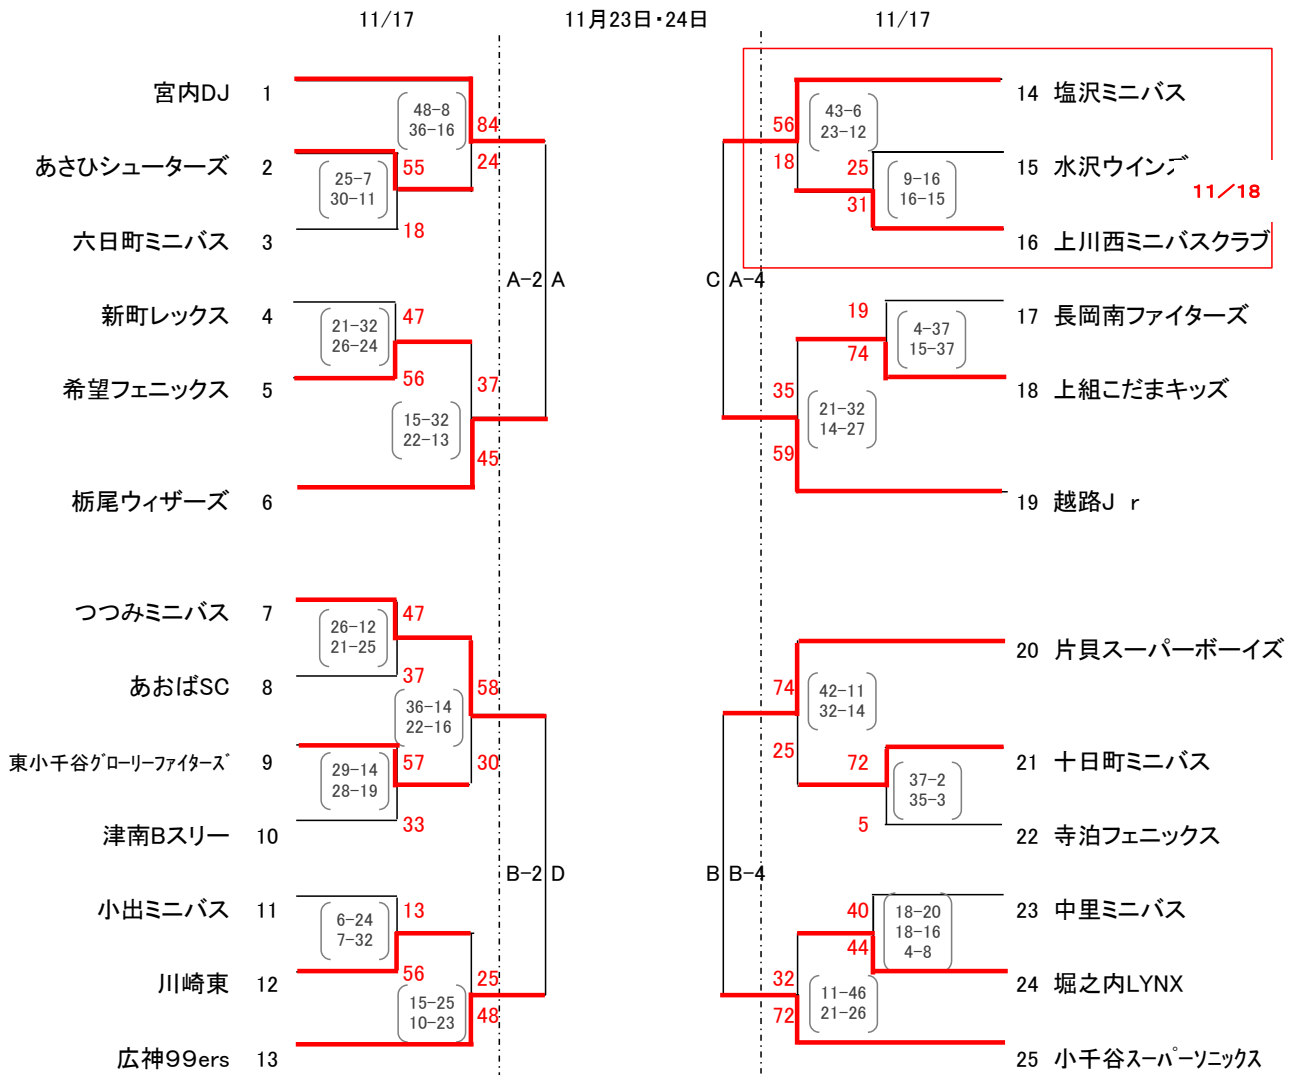 11/17
11月23日・24日
11/17
宮内DJ 1
48-8
36-16
84
24
あさひシューターズ 2
55
25-7
30-11
六日町ミニバス 3
18
新町レックス 4
47
21-32
26-24
希望フェニックス 5
56
37
15-32
22-13
45
栃尾ウィザーズ 6
A-2 A
つつみミニバス 7
47
26-12
21-25
あおばSC 8
37
58
36-14
22-16
30
東小千谷グローリーファイターズ 9
57
29-14
28-19
津南Bスリー 10
33
小出ミニバス 11
13
6-24
7-32
川崎東 12
56
25
15-25
10-23
48
広神99ers 13
B-2 D
14 塩沢ミニバス
56
43-6
23-12
18
15 水沢ウイン
25
9-16
16-15
11/18
31
16 上川西ミニバスクラブ
C A-4
17 長岡南ファイターズ
19
4-37
15-37
74
18 上組こだまキッズ
35
21-32
14-27
59
19 越路J r
20 片貝スーパーボーイズ
74
42-11
32-14
25
72
21 十日町ミニバス
37-2
35-3
5
22 寺泊フェニックス
B B-4
23 中里ミニバス
40
18-20
18-16
4-8
44
24 堀之内LYNX
32
11-46
21-26
72
25 小千谷スーパーソニックス